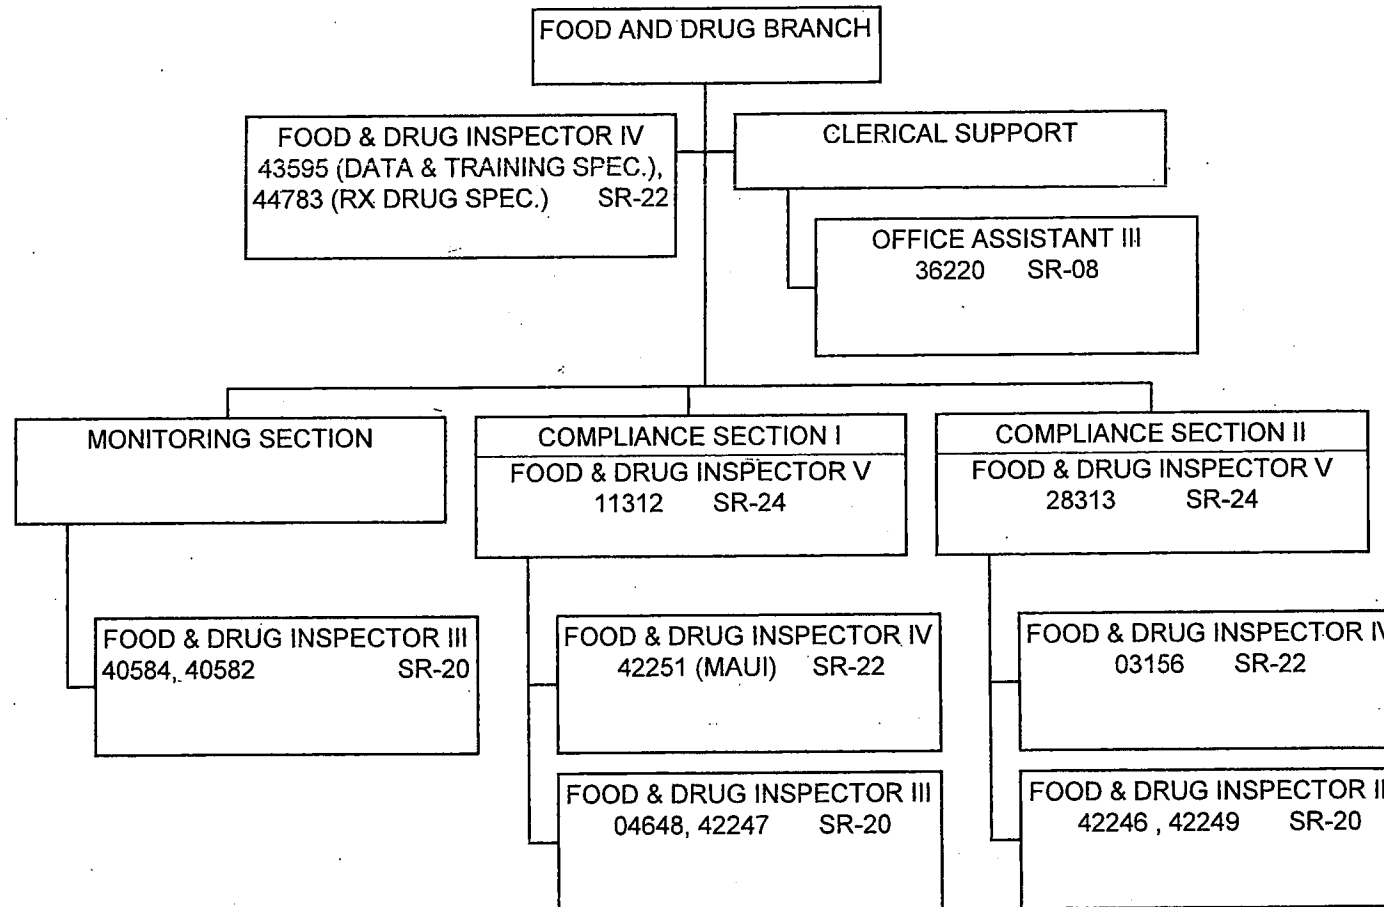 FOOD AND DRUG BRANCH
FOOD & DRUG INSPECTOR IV
43595 (DATA & TRAINING SPEC.),
44783 (RX DRUG SPEC.) SR-22
CLERICAL SUPPORT
OFFICE ASSISTANT III
36220 SR-08
MONITORING SECTION
FOOD & DRUG INSPECTOR III
40584, 40582 SR-20
COMPLIANCE SECTION I
FOOD & DRUG INSPECTOR V
11312 SR-24
FOOD & DRUG INSPECTOR IV
42251 (MAUI) SR-22
FOOD & DRUG INSPECTOR III
04648, 42247 SR-20
COMPLIANCE SECTION II
FOOD & DRUG INSPECTOR V
28313 SR-24
FOOD & DRUG INSPECTOR IV
03156 SR-22
FOOD & DRUG INSPECTOR
42246 , 42249 SR-20